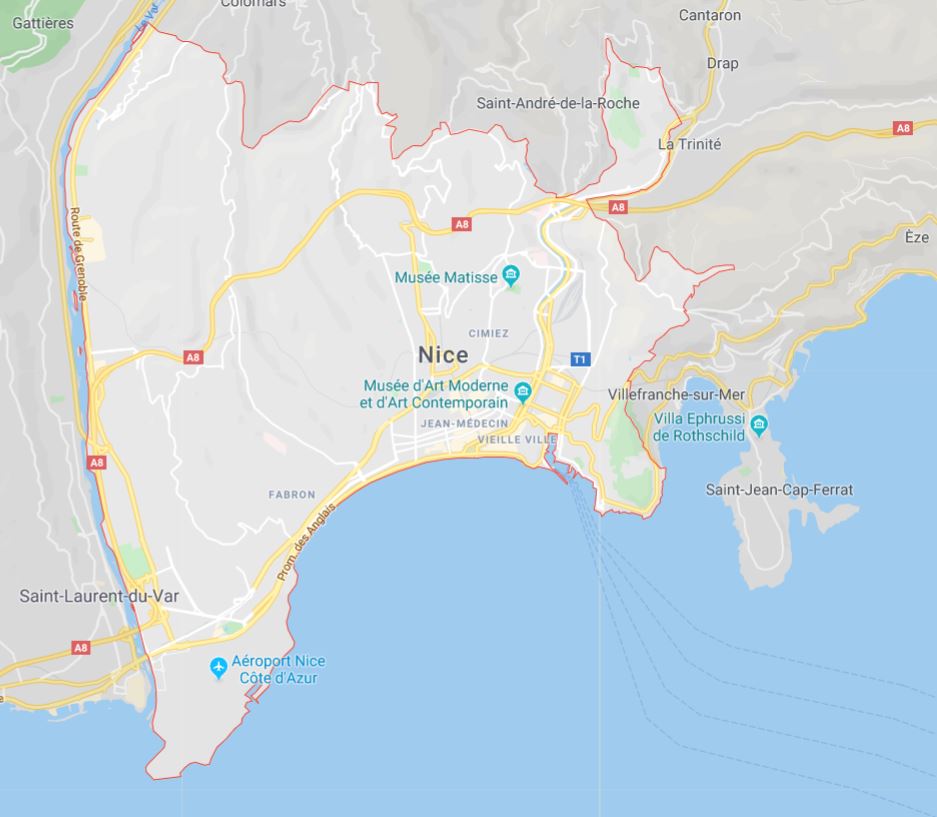 Colomars
Cantaron
Gattières
Le Var
Drap
Saint-André-de-la-Roche
A8
La Trinité
A8
A8
Route de Grenoble
Èze
Musée Matisse
CIMIEZ
Nice
A8
T1
Musée d'Art Moderne
et d'Art Contemporain
Villefranche-sur-Mer
JEAN-MÉDECIN
Villa Ephrussi
de Rothschild
VIEILLE VILLE
A8
FABRON
Saint-Jean-Cap-Ferrat
Prom. des Anglais
Saint-Laurent-du-Var
A8
Aéroport Nice
Côte d'Azur